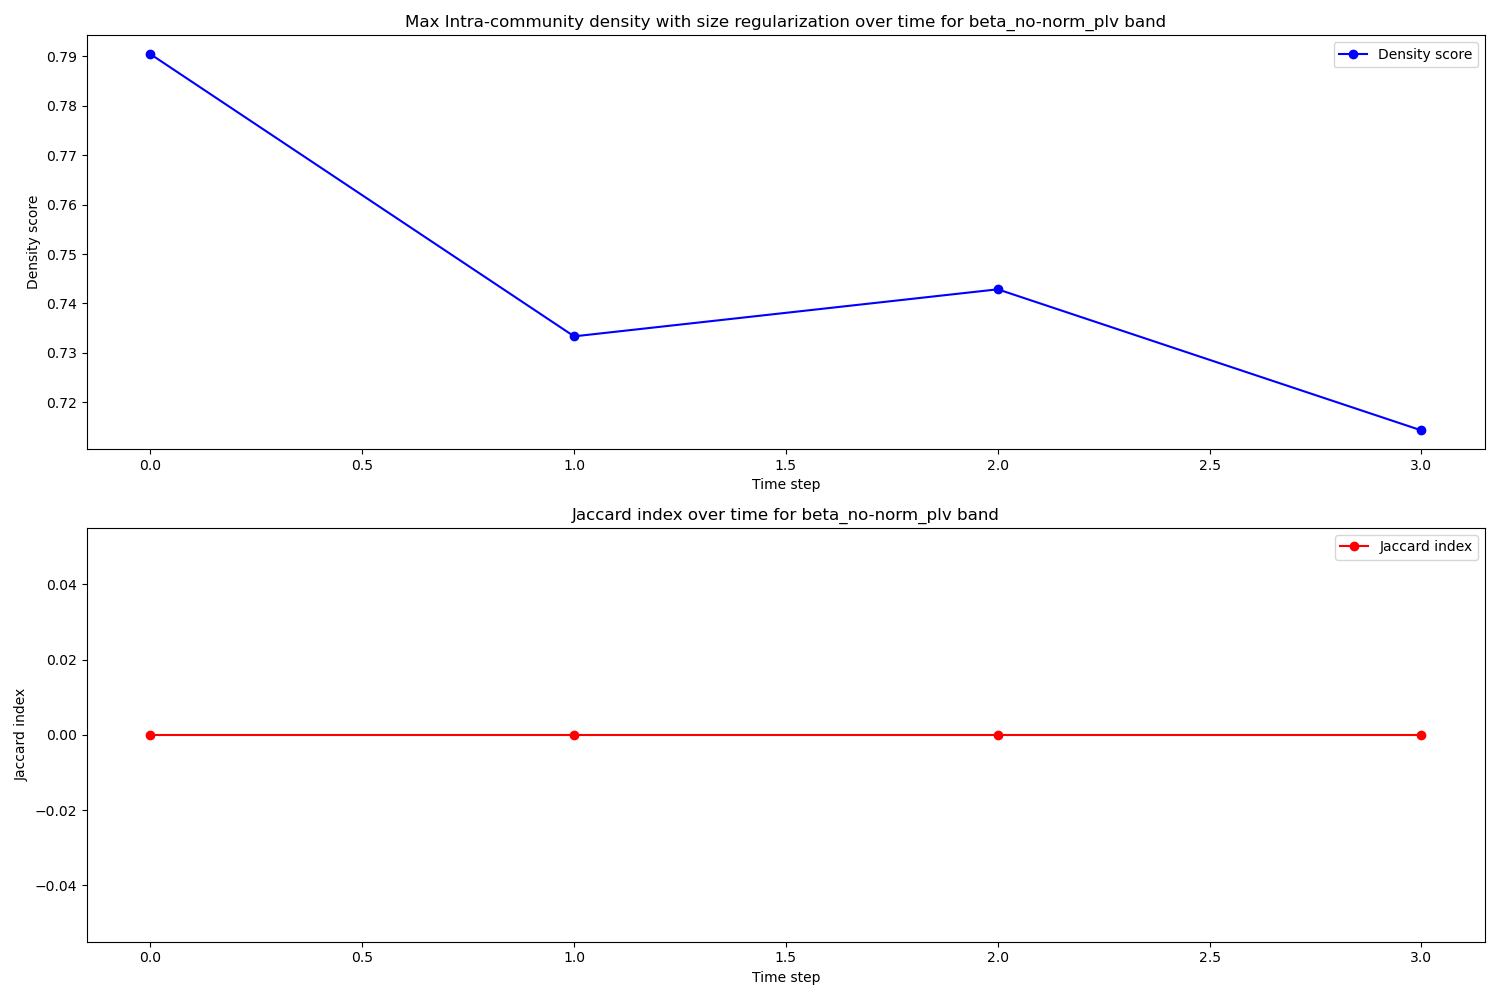 Max Intra-community density with size regularization over time for beta_no-norm_plv band
Density score
0.79
0.78
0.77
0.76
0.75
0.74
0.73
0.72
Density score
0.0 0.5 1.0 1.5 2.0 2.5 3.0
Time step
Jaccard index over time for beta_no-norm_plv band
Jaccard index
0.04
0.02
0.00
−0.02
−0.04
Jaccard index
0.0 0.5 1.0 1.5 2.0 2.5 3.0
Time step